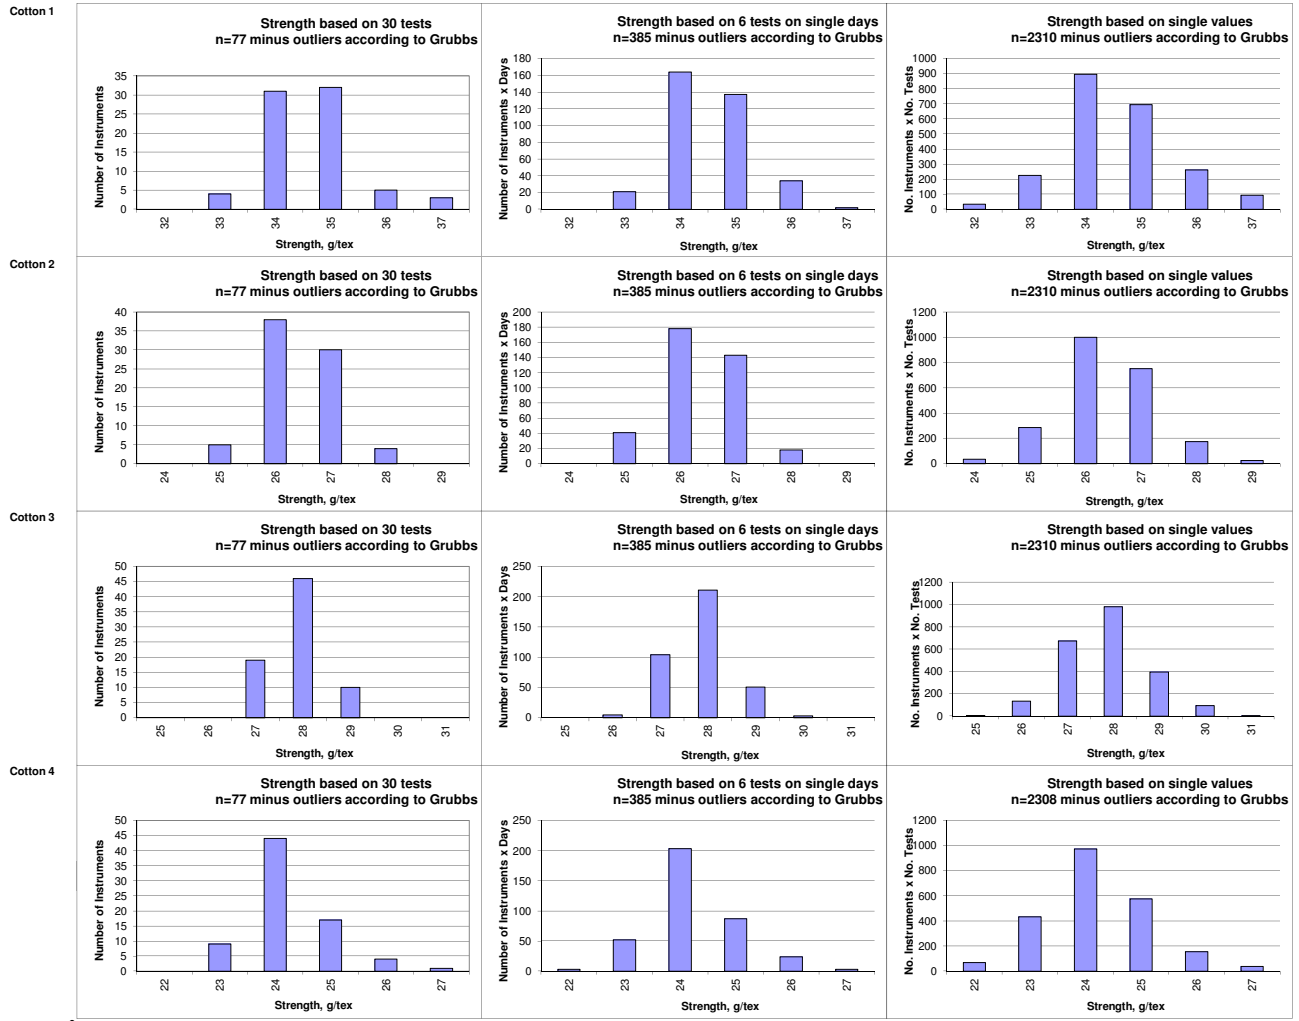 Cotton 1
Strength based on 30 tests
n=77 minus outliers according to Grubbs
Number of Instruments
35
30
25
20
15
10
5
0
32 33 34 35 36 37
Strength, g/tex
Strength based on 6 tests on single days
n=385 minus outliers according to Grubbs
Number of Instruments x Days
180
160
140
120
100
80
60
40
20
0
32 33 34 35 36 37
Strength, g/tex
Strength based on single values
n=2310 minus outliers according to Grubbs
No. Instruments x No. Tests
1000
900
800
700
600
500
400
300
200
100
0
32 33 34 35 36 37
Strength, g/tex
Cotton 2
Strength based on 30 tests
n=77 minus outliers according to Grubbs
Number of Instruments
40
35
30
25
20
15
10
5
0
24 25 26 27 28 29
Strength, g/tex
Strength based on 6 tests on single days
n=385 minus outliers according to Grubbs
Number of Instruments x Days
200
180
160
140
120
100
80
60
40
20
0
24 25 26 27 28 29
Strength, g/tex
Strength based on single values
n=2310 minus outliers according to Grubbs
No. Instruments x No. Tests
1200
1000
800
600
400
200
0
24 25 26 27 28 29
Strength, g/tex
Cotton 3
Strength based on 30 tests
n=77 minus outliers according to Grubbs
Number of Instruments
50
45
40
35
30
25
20
15
10
5
0
25 26 27 28 29 30 31
Strength, g/tex
Strength based on 6 tests on single days
n=385 minus outliers according to Grubbs
Number of Instruments x Days
250
200
150
100
50
0
25 26 27 28 29 30 31
Strength, g/tex
Strength based on single values
n=2310 minus outliers according to Grubbs
No. Instruments x No. Tests
1200
1000
800
600
400
200
0
25 26 27 28 29 30 31
Strength, g/tex
Cotton 4
Strength based on 30 tests
n=77 minus outliers according to Grubbs
Number of Instruments
50
45
40
35
30
25
20
15
10
5
0
22 23 24 25 26 27
Strength, g/tex
Strength based on 6 tests on single days
n=385 minus outliers according to Grubbs
Number of Instruments x Days
250
200
150
100
50
0
22 23 24 25 26 27
Strength, g/tex
Strength based on single values
n=2308 minus outliers according to Grubbs
No. Instruments x No. Tests
1200
1000
800
600
400
200
0
22 23 24 25 26 27
Strength, g/tex